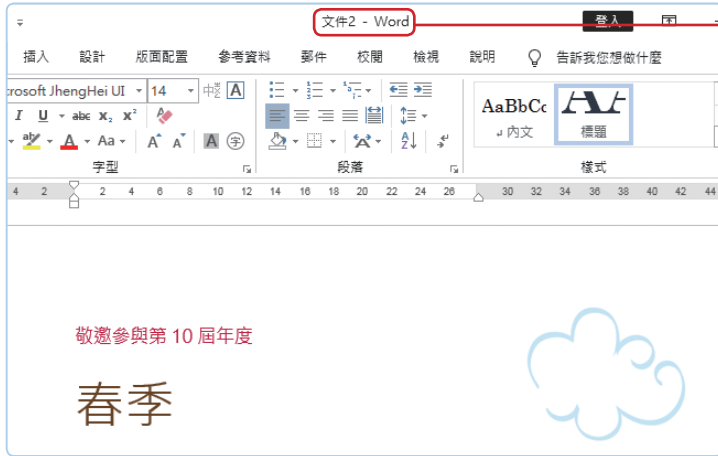 文件2 - Word 登入
插入 設計 版面配置 參考資料 郵件 校閱 檢視 說明 告訴我您想做什麼
crosoft JhengHei UI 14 中 A
I U abc X₂ X² AaBbCc
aby A Aa A A A 字 內文 標題
字型 段落 樣式
4 2 2 4 6 8 10 12 14 16 18 20 22 24 26 30 32 34 36 38 40 42 44
敬邀參與第 10 屆年度
春季